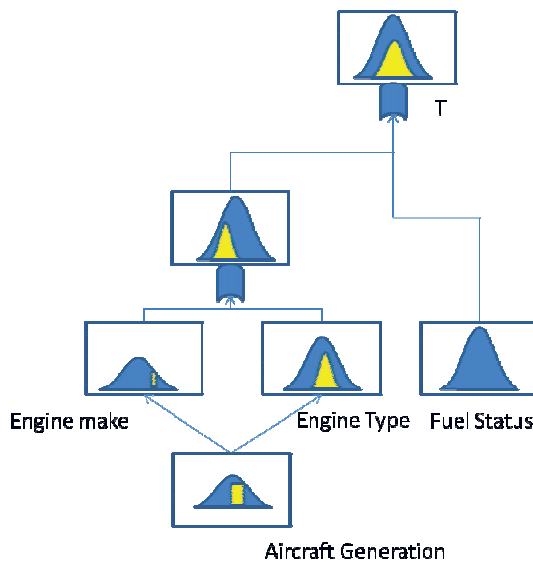 T
Engine make
Engine Type
Fuel Status
Aircraft Generation